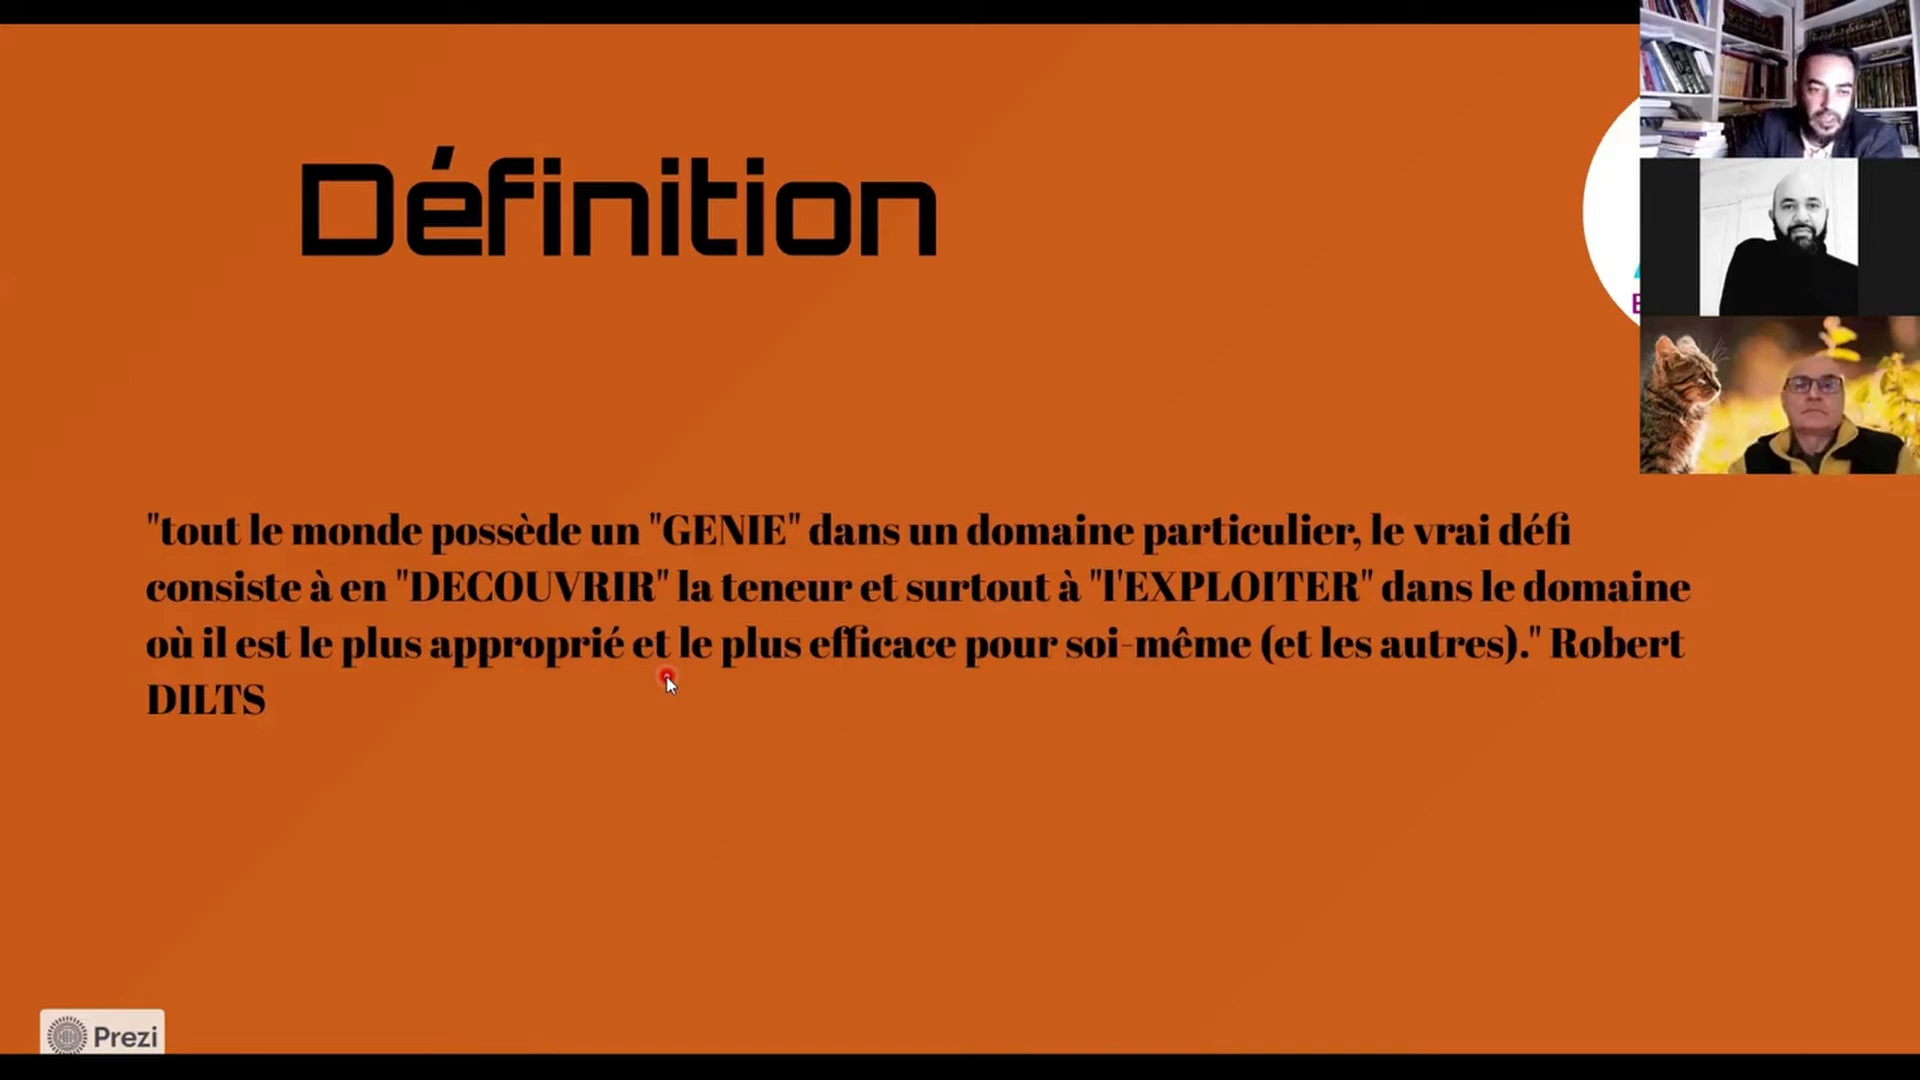 Définition
"tout le monde possède un "GENIE" dans un domaine particulier, le vrai défi
consiste à en "DECOUVRIR" la teneur et surtout à "l'EXPLOITER" dans le domaine
où il est le plus approprié et le plus efficace pour soi-même (et les autres)." Robert
DILTS
Prezi